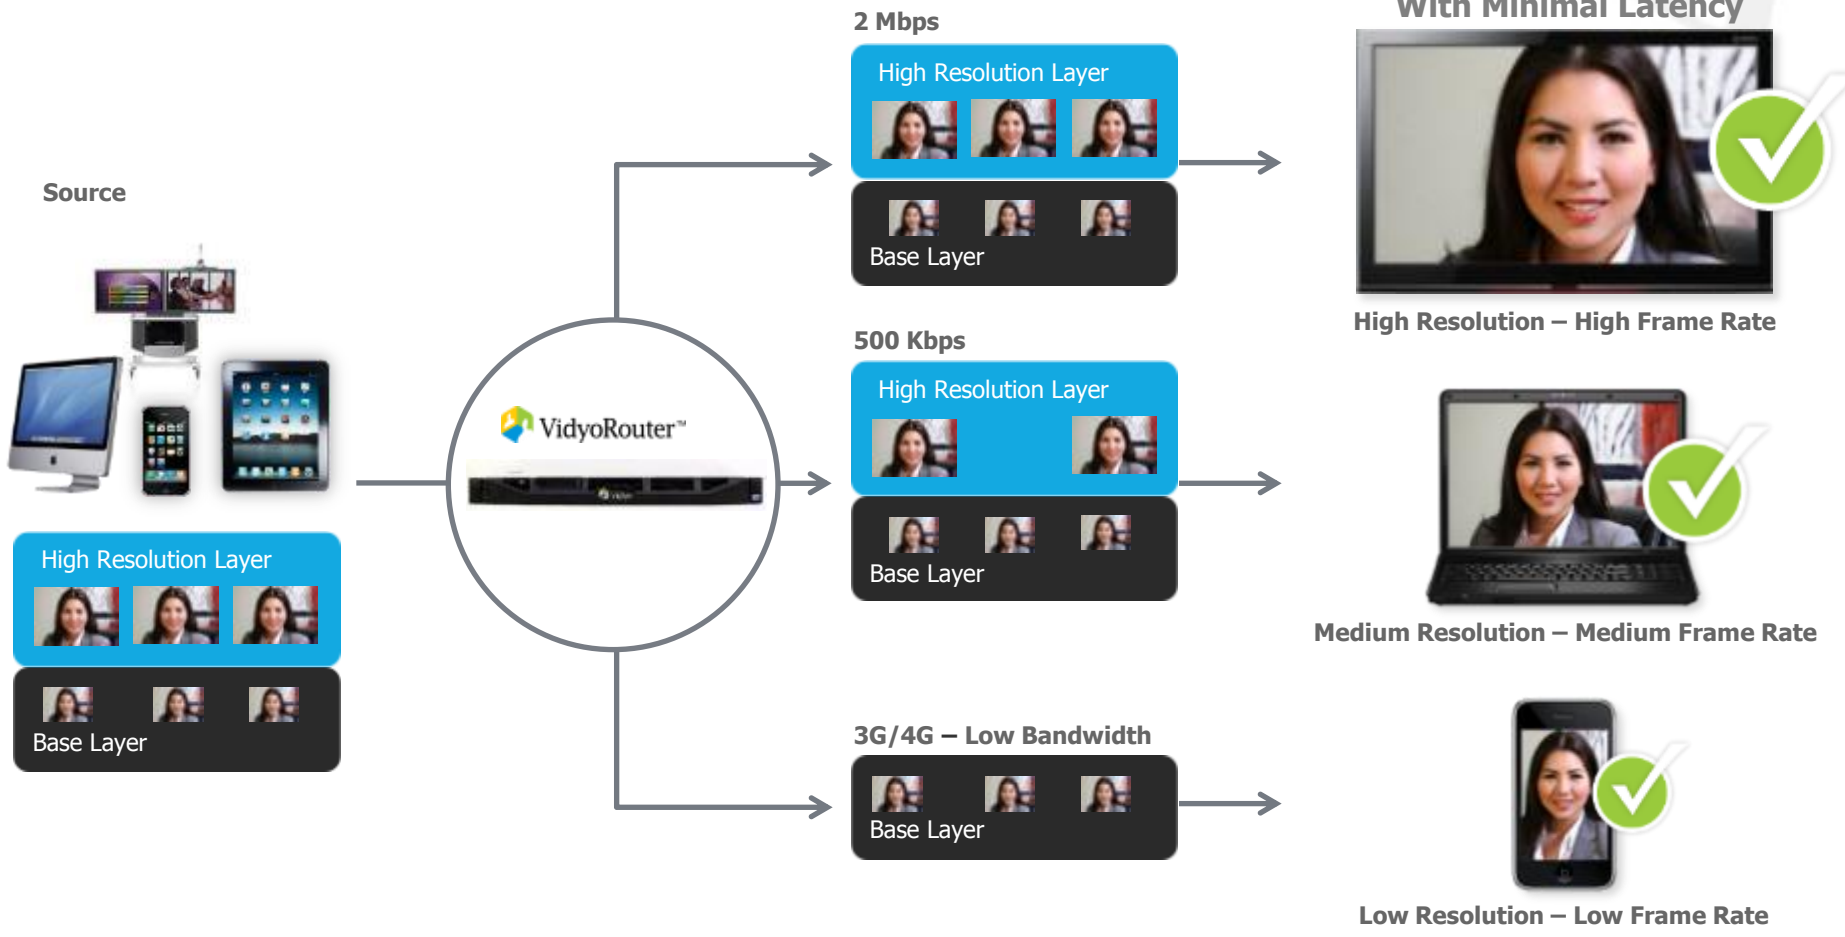 With Minimal Latency
2 Mbps
High Resolution Layer
Base Layer
High Resolution – High Frame Rate
Source
500 Kbps
High Resolution Layer
Base Layer
Medium Resolution – Medium Frame Rate
VidyoRouter™
High Resolution Layer
Base Layer
3G/4G – Low Bandwidth
Base Layer
Low Resolution – Low Frame Rate